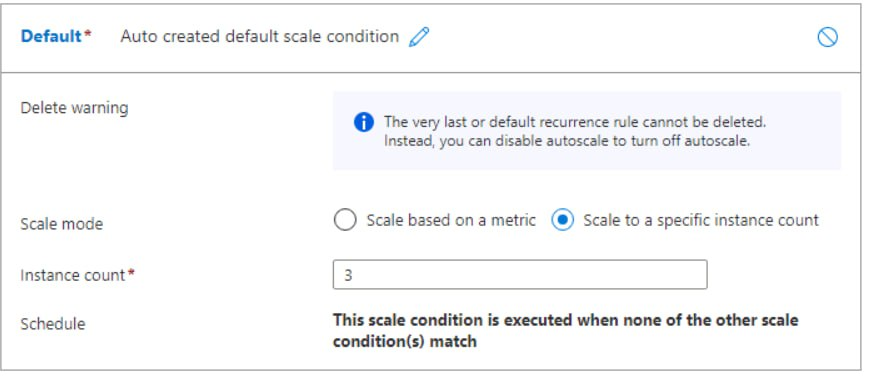 Default* Auto created default scale condition
Delete warning
The very last or default recurrence rule cannot be deleted.
Instead, you can disable autoscale to turn off autoscale.
Scale mode
Scale based on a metric
Scale to a specific instance count
Instance count*
3
Schedule
This scale condition is executed when none of the other scale
condition(s) match